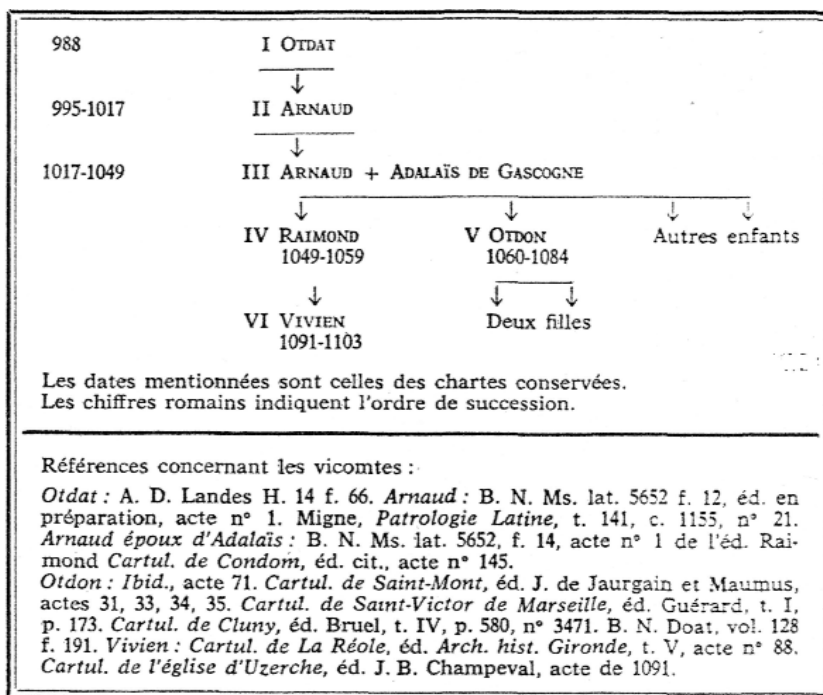 988 I OTDAT
995-1017 II ARNAUD
1017-1049 III ARNAUD + ADALAÏS DE GASCOGNE
IV RAIMOND V OTDON Autres enfants
1049-1059 1060-1084
VI VIVIEN Deux filles
1091-1103
Les dates mentionnées sont celles des chartes conservées.
Les chiffres romains indiquent l'ordre de succession.
Références concernant les vicomtes :
Otdat : A. D. Landes H. 14 f. 66. Arnaud : B. N. Ms. lat. 5652 f. 12, éd. en
préparation, acte n° 1. Migne, Patrologie Latine, t. 141, c. 1155, n° 21.
Arnaud époux d'Adalaïs : B. N. Ms. lat. 5652, f. 14, acte n° 1 de l'éd. Rai-
mond Cartul. de Condom, éd. cit., acte n° 145.
Otdon : Ibid., acte 71. Cartul. de Saint-Mont, éd. J. de Jaurgain et Maumus,
actes 31, 33, 34, 35. Cartul. de Saint-Victor de Marseille, éd. Guérard, t. I,
p. 173. Cartul. de Cluny, éd. Bruel, t. IV, p. 580, n° 3471. B. N. Doat, vol. 128
f. 191. Vivien : Cartul. de La Réole, éd. Arch. hist. Gironde, t. V, acte n° 88.
Cartul. de l'église d'Uzerche, éd. J. B. Champeval, acte de 1091.